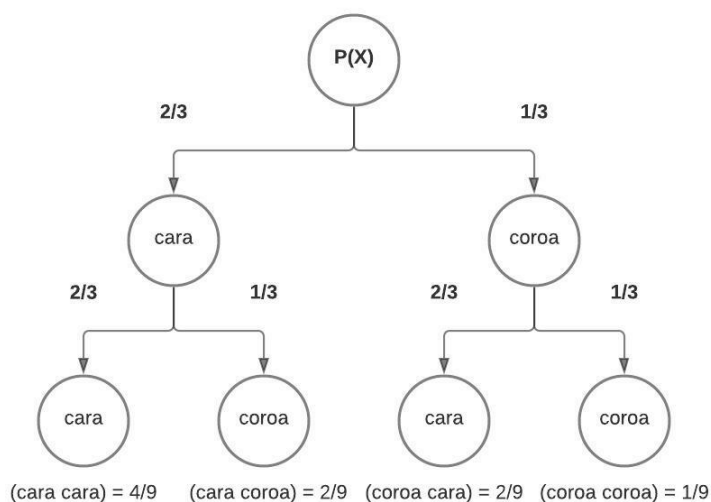 P(X)
2/3 1/3
cara coroa
2/3 1/3 2/3 1/3
cara coroa cara coroa
(cara cara) = 4/9 (cara coroa) = 2/9 (coroa cara) = 2/9 (coroa coroa) = 1/9